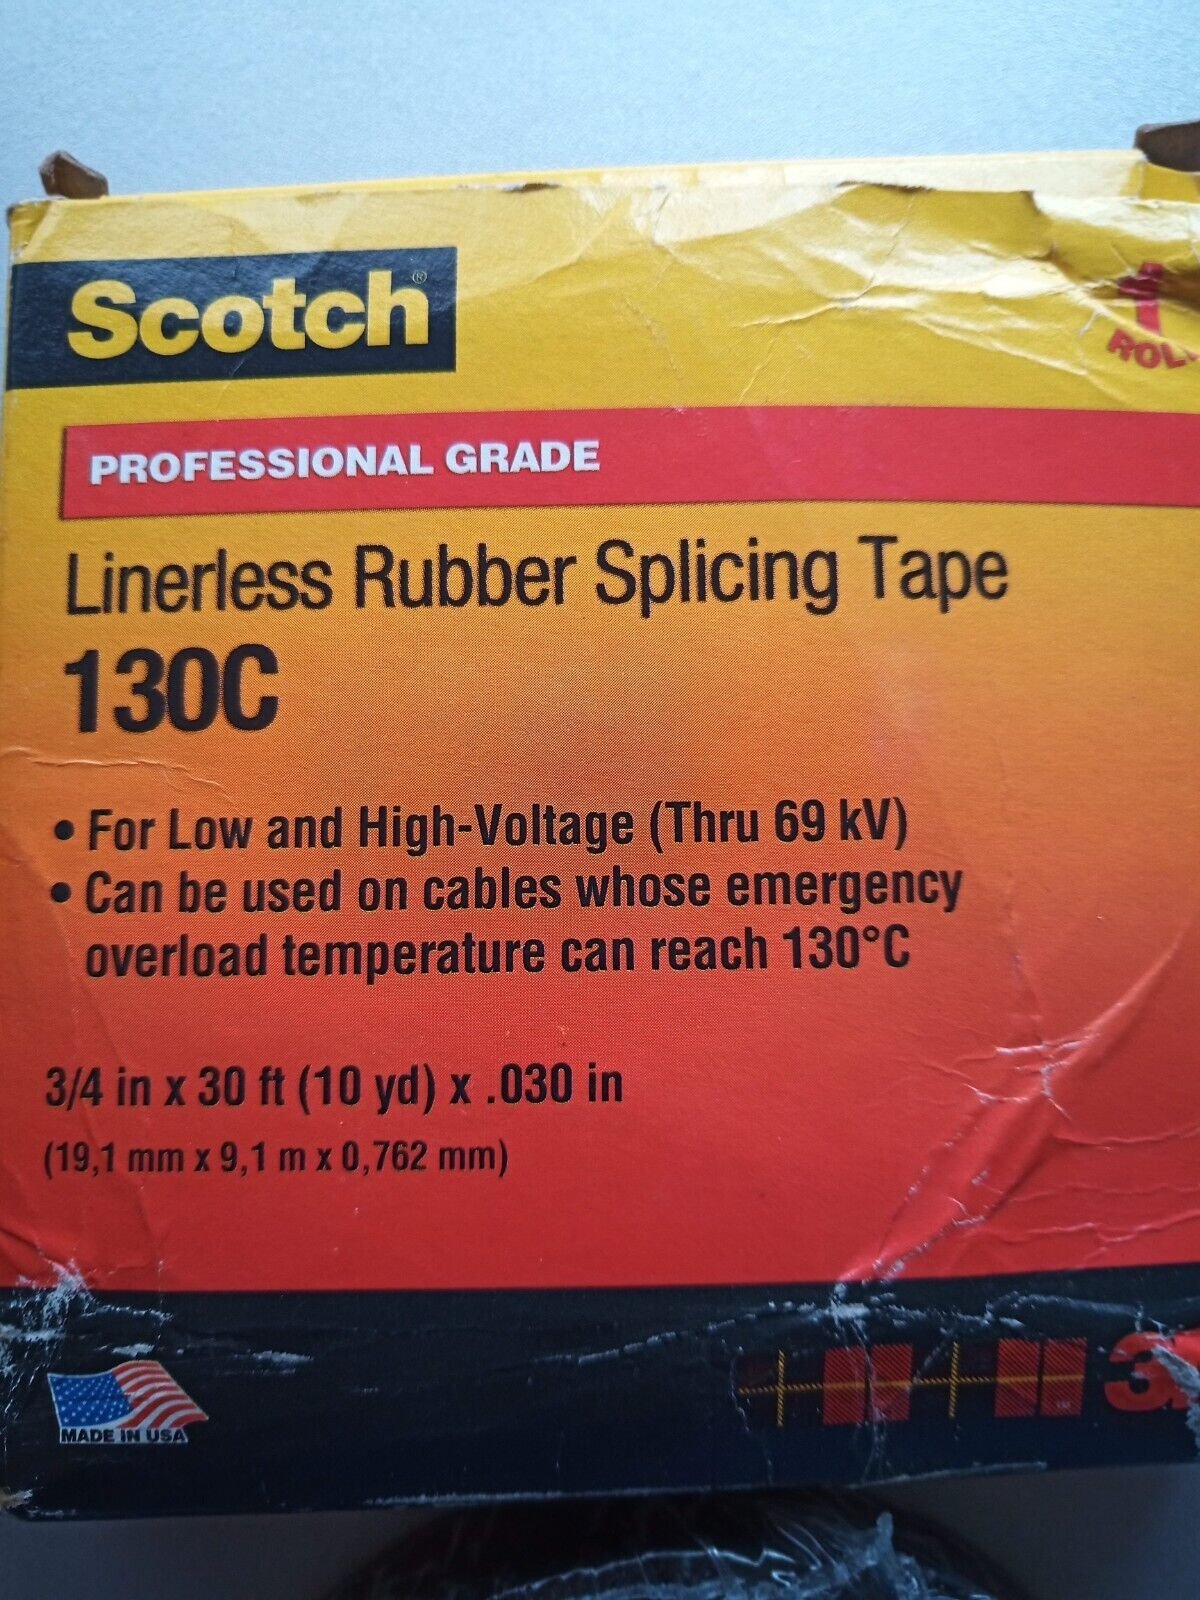 Scotch®
1
PROFESSIONAL GRADE
Linerless Rubber Splicing Tape
130C
• For Low and High-Voltage (Thru 69 kV)
• Can be used on cables whose emergency
overload temperature can reach 130°C
3/4 in x 30 ft (10 yd) x .030 in
(19,1 mm x 9,1 m x 0,762 mm)
MADE IN USA